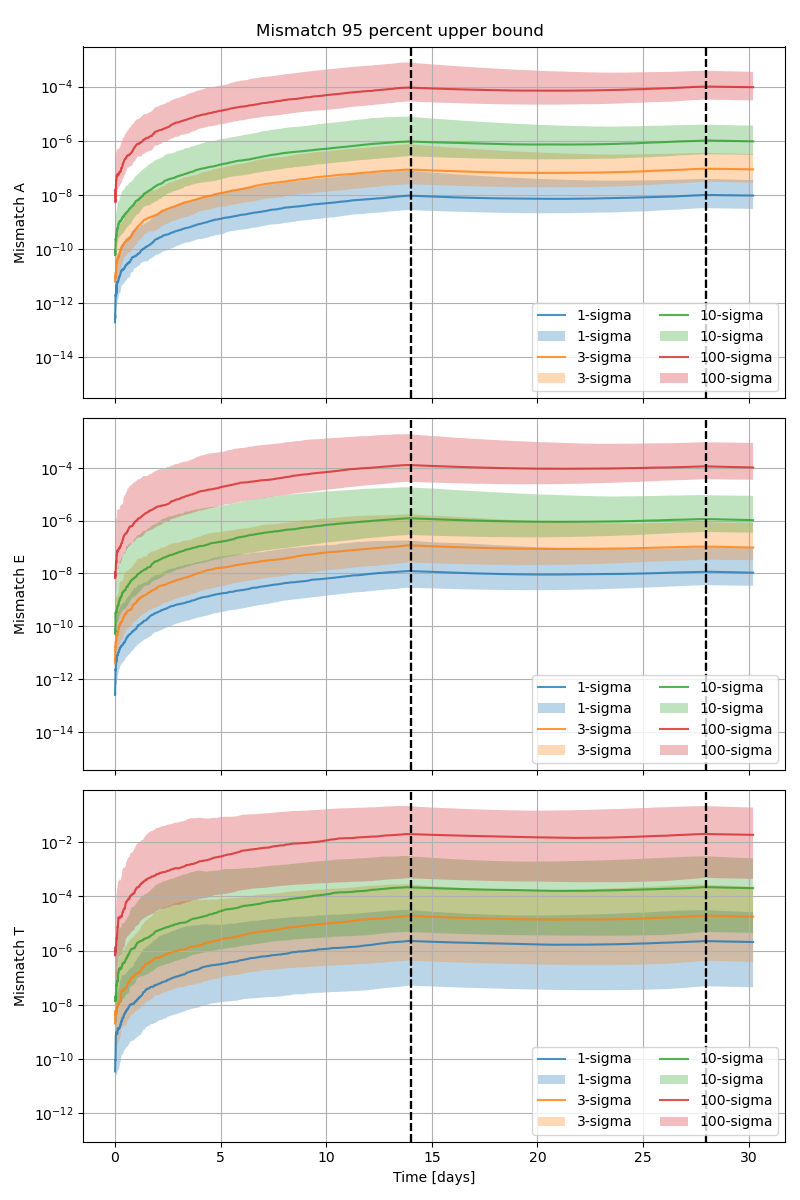 Mismatch 95 percent upper bound
Mismatch A
10⁻⁴
10⁻⁶
10⁻⁸
10⁻¹⁰
10⁻¹²
10⁻¹⁴
1-sigma 10-sigma
1-sigma 10-sigma
3-sigma 100-sigma
3-sigma 100-sigma
Mismatch E
10⁻⁴
10⁻⁶
10⁻⁸
10⁻¹⁰
10⁻¹²
10⁻¹⁴
1-sigma 10-sigma
1-sigma 10-sigma
3-sigma 100-sigma
3-sigma 100-sigma
Mismatch T
10⁻²
10⁻⁴
10⁻⁶
10⁻⁸
10⁻¹⁰
10⁻¹²
1-sigma 10-sigma
1-sigma 10-sigma
3-sigma 100-sigma
3-sigma 100-sigma
0 5 10 15 20 25 30
Time [days]